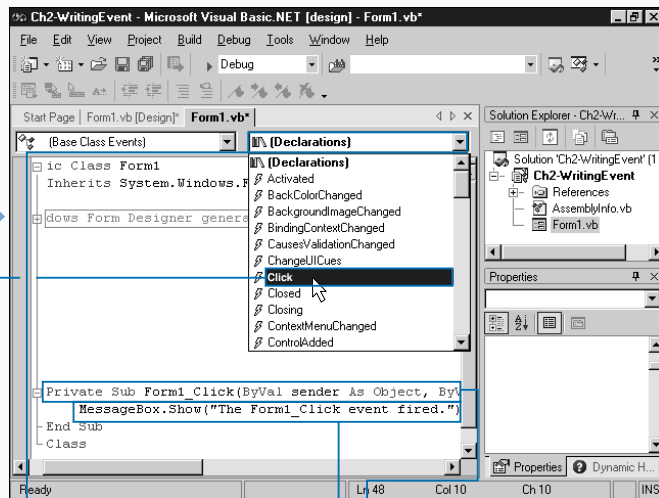 Ch2-WritingEvent - Microsoft Visual Basic.NET [design] - Form1.vb*
File Edit View Project Build Debug Tools Window Help
Debug
Start Page Form1.vb [Design]* Form1.vb*
Solution Explorer - Ch2-Wr...
(Base Class Events) (Declarations)
(Declarations)
Activated
BackColorChanged
BackgroundImageChanged
BindingContextChanged
CausesValidationChanged
ChangeUICues
Click
Closed
Closing
ContextMenuChanged
ControlAdded
ic Class Form1
Inherits System.Windows.F
dows Form Designer genera
Private Sub Form1_Click(ByVal sender As Object, ByV
MessageBox.Show("The Form1_Click event fired.")
End Sub
Class
Solution 'Ch2-WritingEvent' (1
Ch2-WritingEvent
References
AssemblyInfo.vb
Form1.vb
Properties
Properties Dynamic H...
Ready Ln 48 Col 10 Ch 10 INS